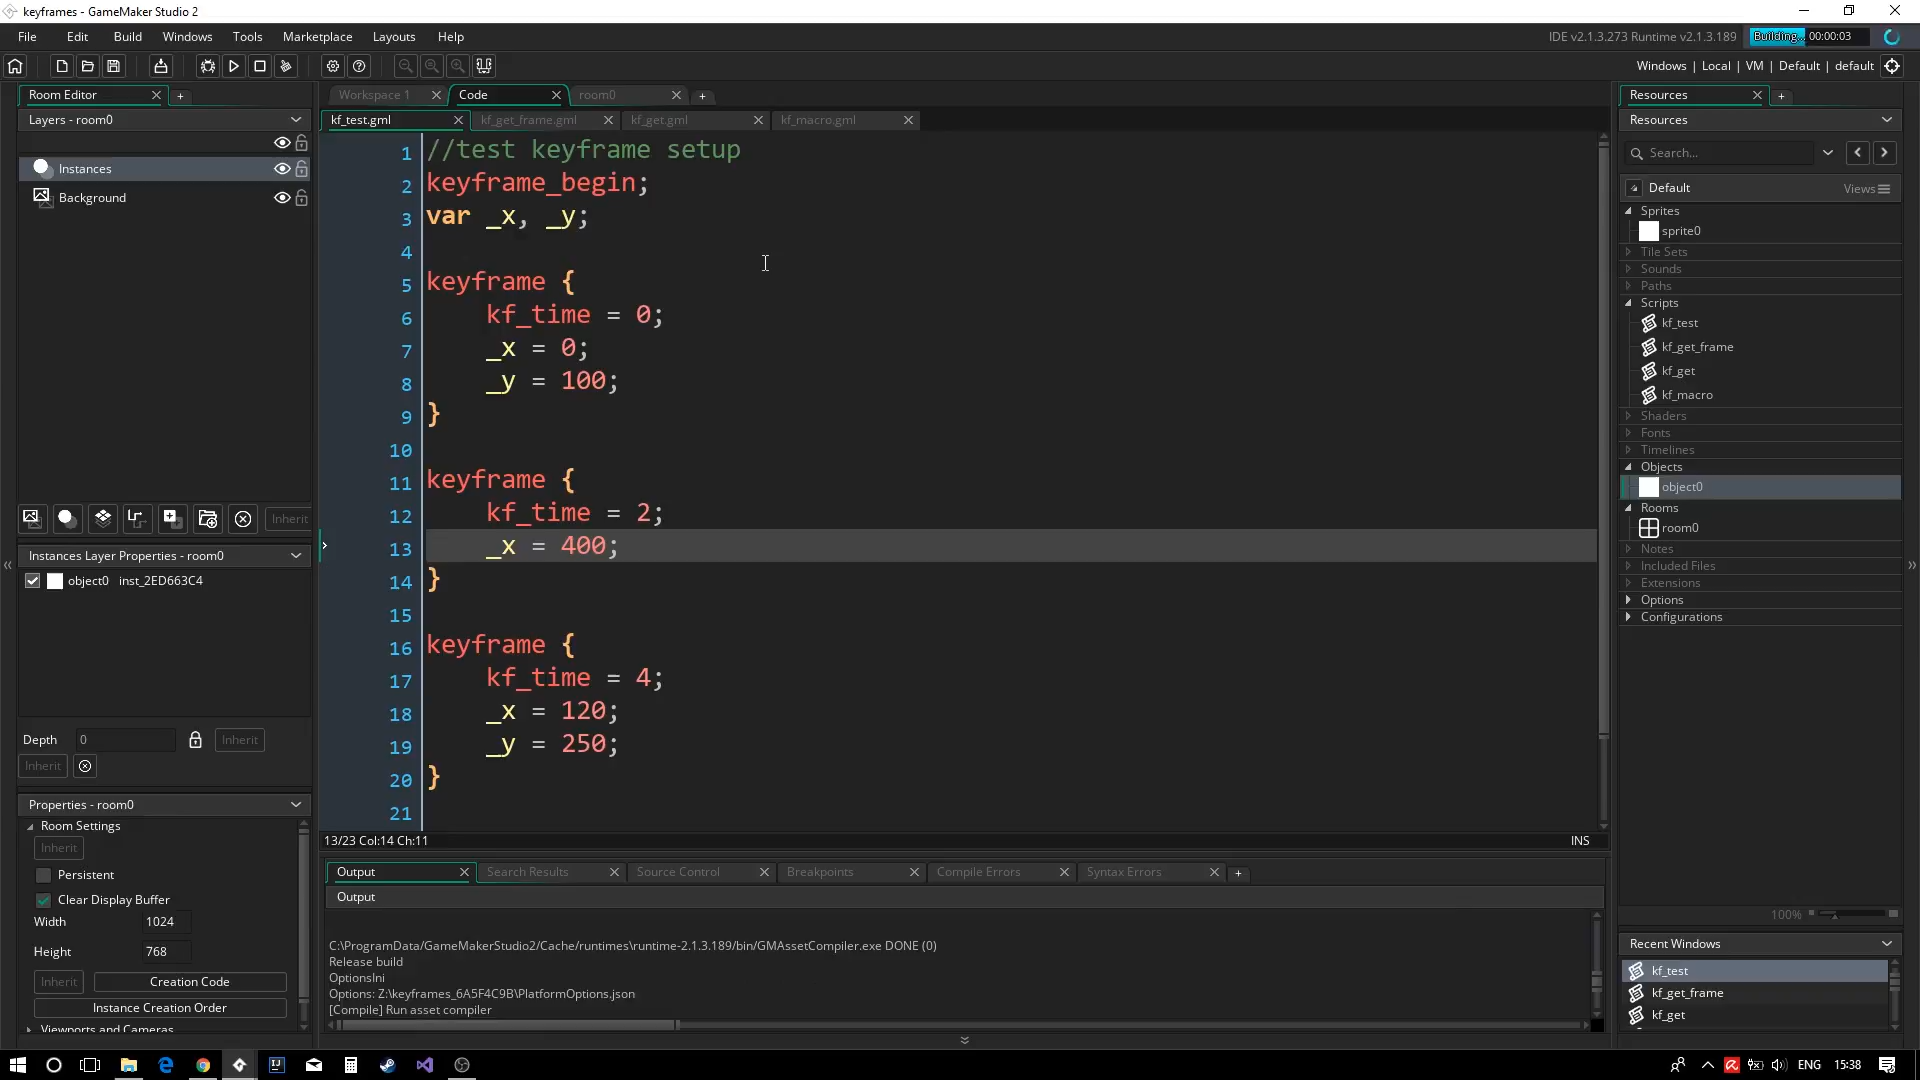 keyframes - GameMaker Studio 2
File Edit Build Windows Tools Marketplace Layouts Help
IDE v2.1.3.273 Runtime v2.1.3.189 Building... 00:00:03
Windows | Local | VM | Default | default
Room Editor
Layers - room0
Instances
Background
Inherit
Instances Layer Properties - room0
object0 inst_2ED663C4
Depth 0 Inherit
Inherit
Properties - room0
Room Settings
Inherit
Persistent
Clear Display Buffer
Width 1024
Height 768
Inherit Creation Code
Instance Creation Order
Viewports and Cameras
Workspace 1 Code room0
kf_test.gml kf_get_frame.gml kf_get.gml kf_macro.gml
1 //test keyframe setup
2 keyframe_begin;
3 var _x, _y;
4
5 keyframe {
6 kf_time = 0;
7 _x = 0;
8 _y = 100;
9 }
10
11 keyframe {
12 kf_time = 2;
13 _x = 400;
14 }
15
16 keyframe {
17 kf_time = 4;
18 _x = 120;
19 _y = 250;
20 }
21
13/23 Col:14 Ch:11 INS
Output Search Results Source Control Breakpoints Compile Errors Syntax Errors
Output
C:\ProgramData/GameMakerStudio2/Cache/runtimes\runtime-2.1.3.189/bin/GMAssetCompiler.exe DONE (0)
Release build
OptionsIni
Options: Z:\keyframes_6A5F4C9B\PlatformOptions.json
[Compile] Run asset compiler
Resources
Resources
Search...
Default Views
Sprites
sprite0
Tile Sets
Sounds
Paths
Scripts
kf_test
kf_get_frame
kf_get
kf_macro
Shaders
Fonts
Timelines
Objects
object0
Rooms
room0
Notes
Included Files
Extensions
Options
Configurations
100%
Recent Windows
kf_test
kf_get_frame
kf_get
ENG 15:38